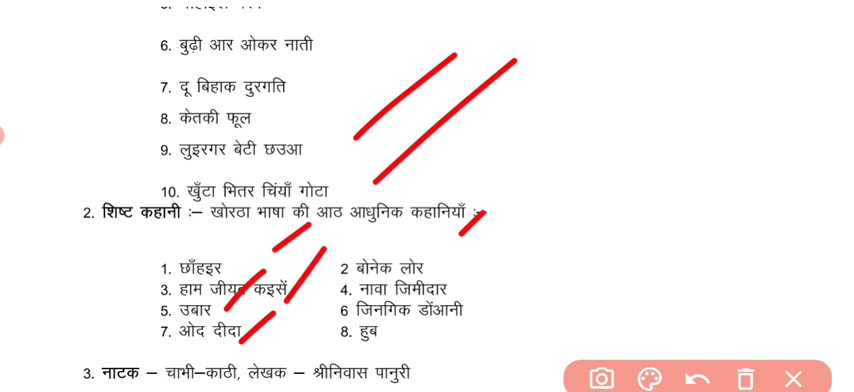 6. बुढ़ी आर ओकर नाती
7. दू बिहाक दुरगति
8. केतकी फूल
9. लुइरगर बेटी छउआ
10. खुँटा भितर चिंयाँ गोटा
2. शिष्ट कहानी :– खोरठा भाषा की आठ आधुनिक कहानियाँ :–
1. छाँहइर 2 बोनेक लोर
3. हाम जीयब कइसें 4. नावा जिमीदार
5. उबार 6 जिनगिक डोंआनी
7. ओद दीदा 8. हुब
3. नाटक – चाभी–काठी, लेखक – श्रीनिवास पानुरी